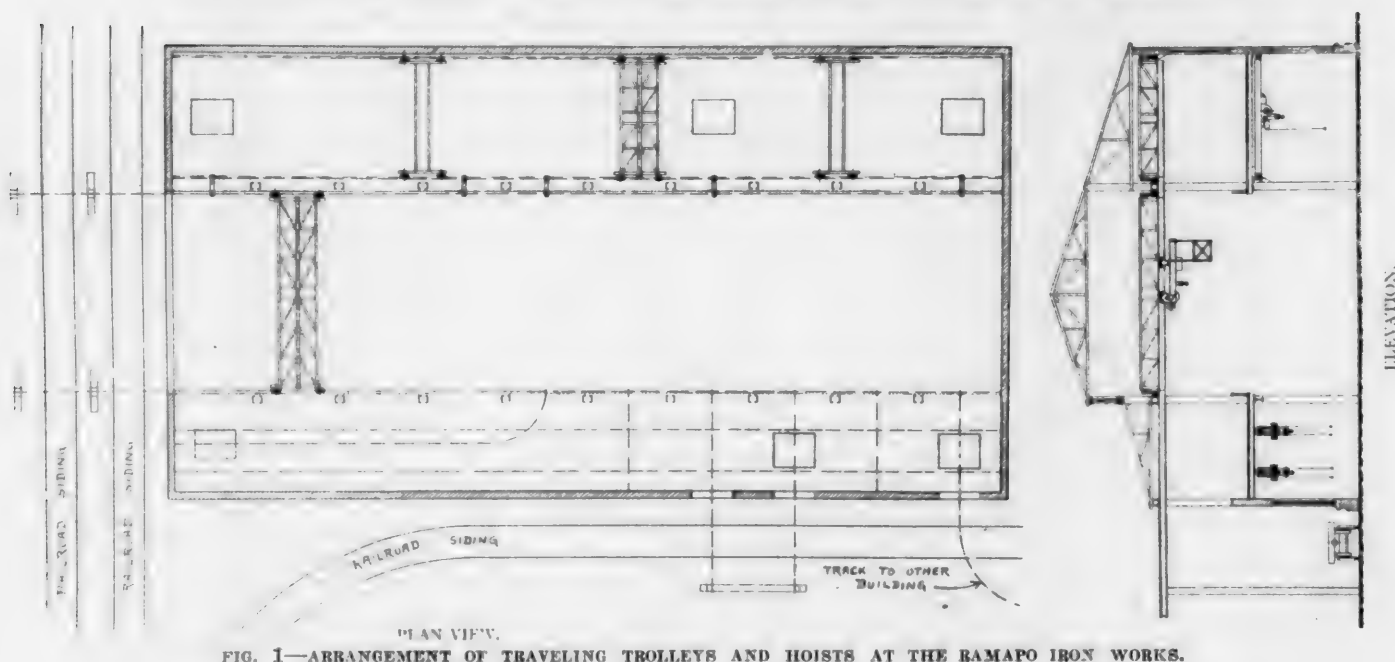 RAILROAD SIDING
RAILROAD SIDING
RAILROAD SIDING
TRACK TO OTHER
BUILDING
PLAN VIEW.
ELEVATION.
FIG. 1—ARRANGEMENT OF TRAVELING TROLLEYS AND HOISTS AT THE RAMAPO IRON WORKS.